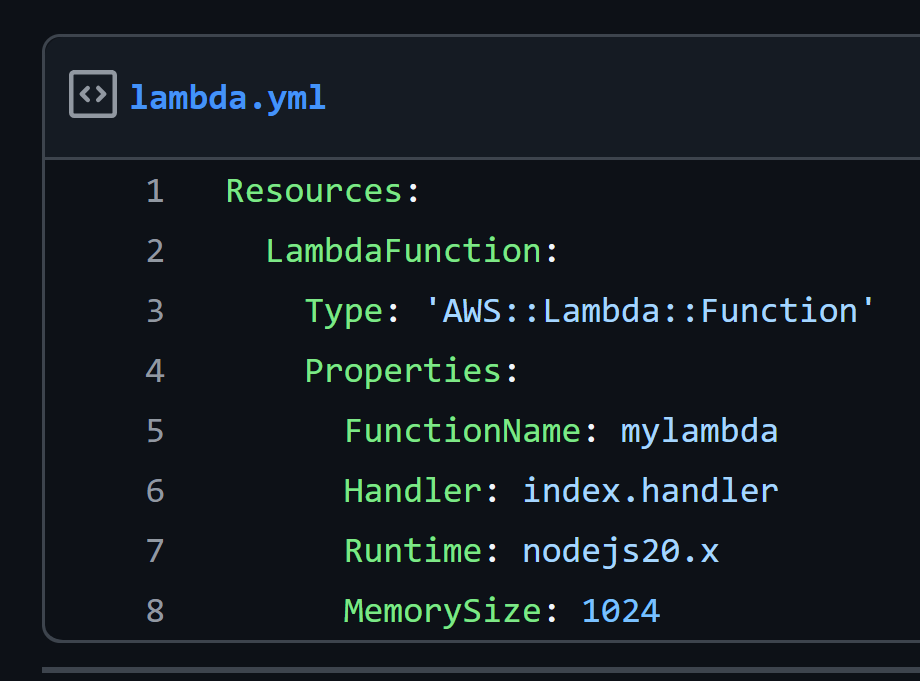 lambda.yml
1 Resources:
2   LambdaFunction:
3     Type: 'AWS::Lambda::Function'
4     Properties:
5       FunctionName: mylambda
6       Handler: index.handler
7       Runtime: nodejs20.x
8       MemorySize: 1024